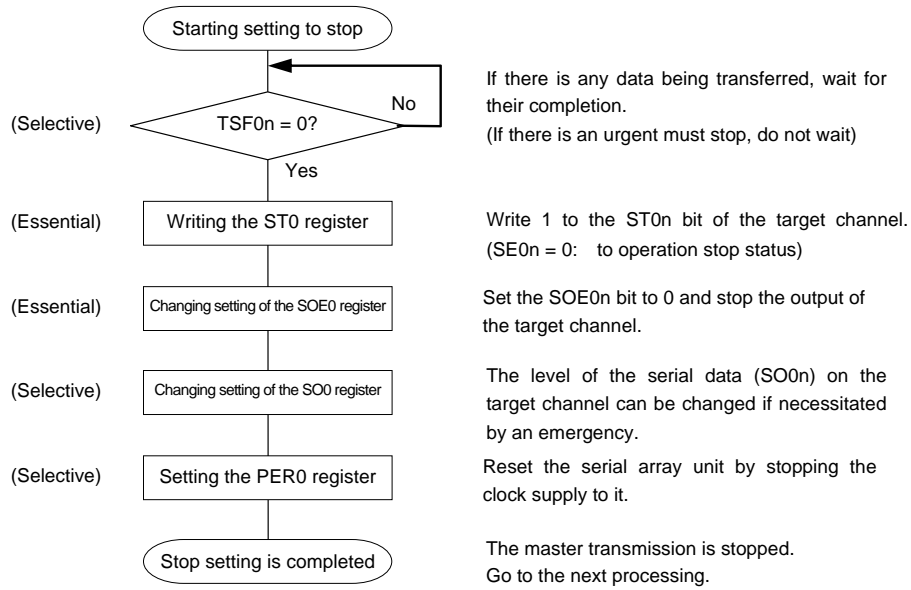 Starting setting to stop
If there is any data being transferred, wait for
their completion.
(If there is an urgent must stop, do not wait)
No
(Selective)
TSF0n = 0?
Yes
(Essential)
Writing the ST0 register
Write 1 to the ST0n bit of the target channel.
(SE0n = 0: to operation stop status)
(Essential)
Changing setting of the SOE0 register
Set the SOE0n bit to 0 and stop the output of
the target channel.
(Selective)
Changing setting of the SO0 register
The level of the serial data (SO0n) on the
target channel can be changed if necessitated
by an emergency.
(Selective)
Setting the PER0 register
Reset the serial array unit by stopping the
clock supply to it.
Stop setting is completed
The master transmission is stopped.
Go to the next processing.